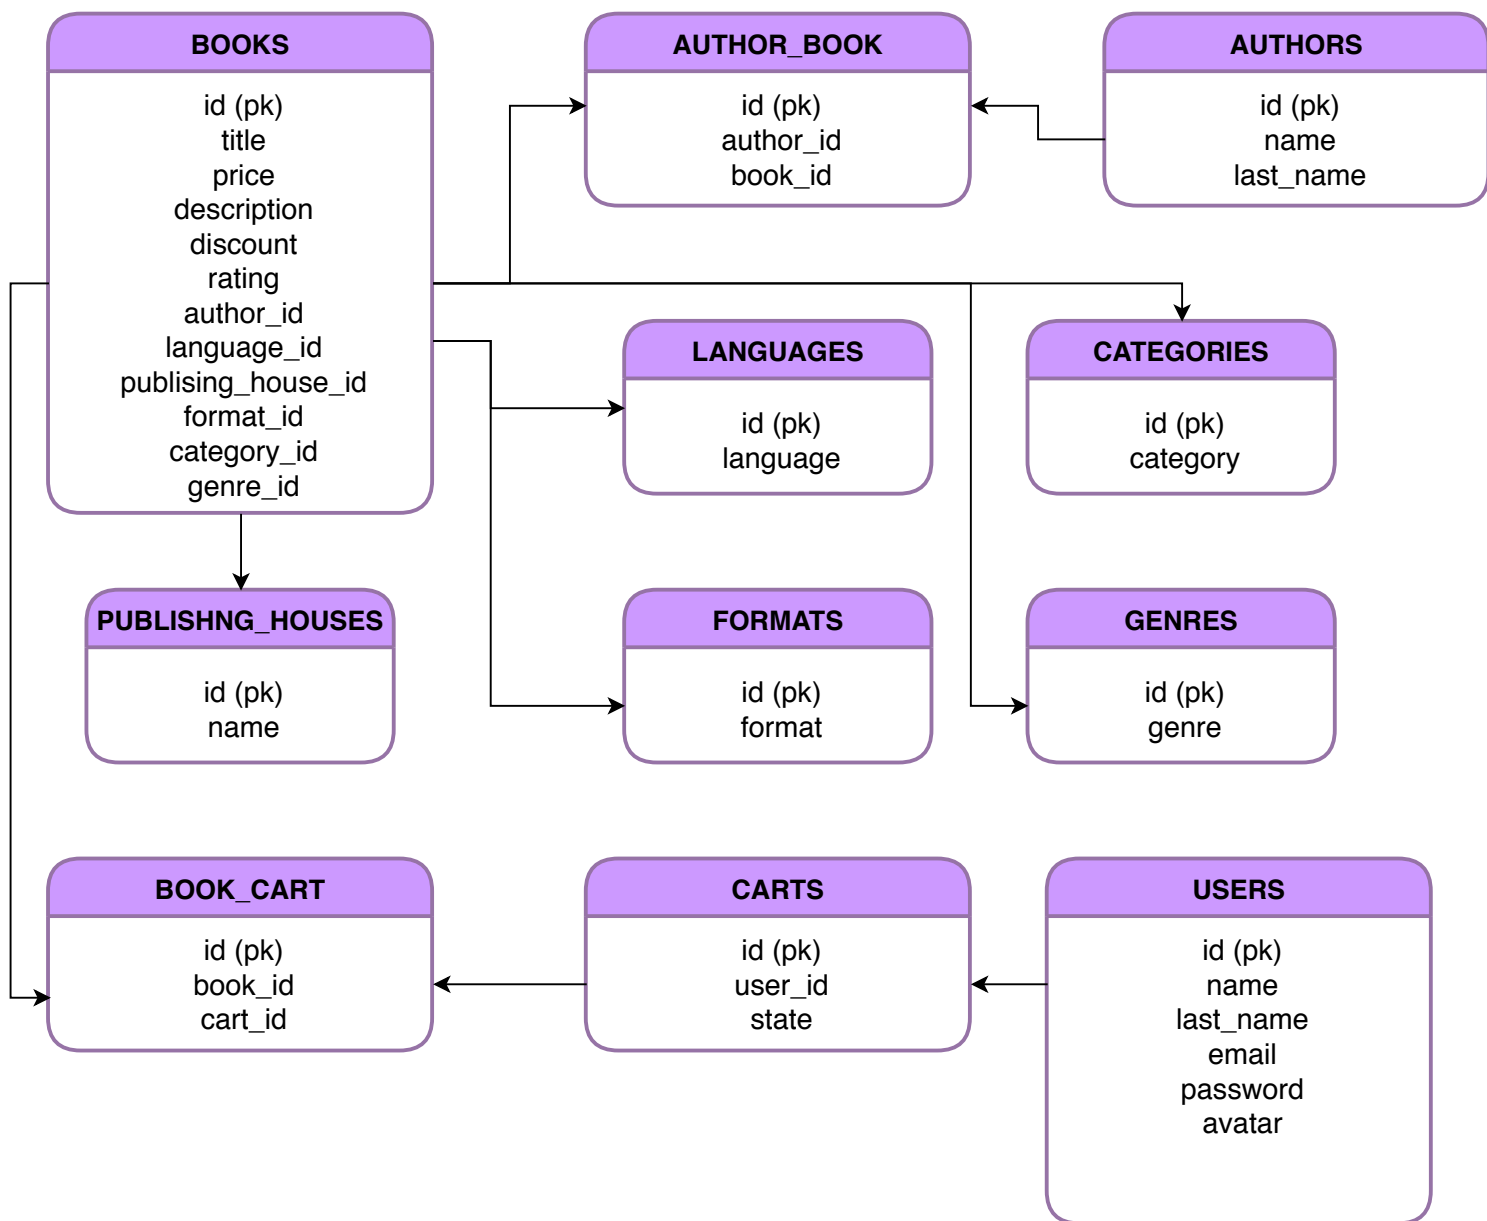 BOOKS
id (pk)
title
price
description
discount
rating
author_id
language_id
publising_house_id
format_id
category_id
genre_id
AUTHOR_BOOK
id (pk)
author_id
book_id
AUTHORS
id (pk)
name
last_name
LANGUAGES
id (pk)
language
CATEGORIES
id (pk)
category
PUBLISHNG_HOUSES
id (pk)
name
FORMATS
id (pk)
format
GENRES
id (pk)
genre
BOOK_CART
id (pk)
book_id
cart_id
CARTS
id (pk)
user_id
state
USERS
id (pk)
name
last_name
email
password
avatar